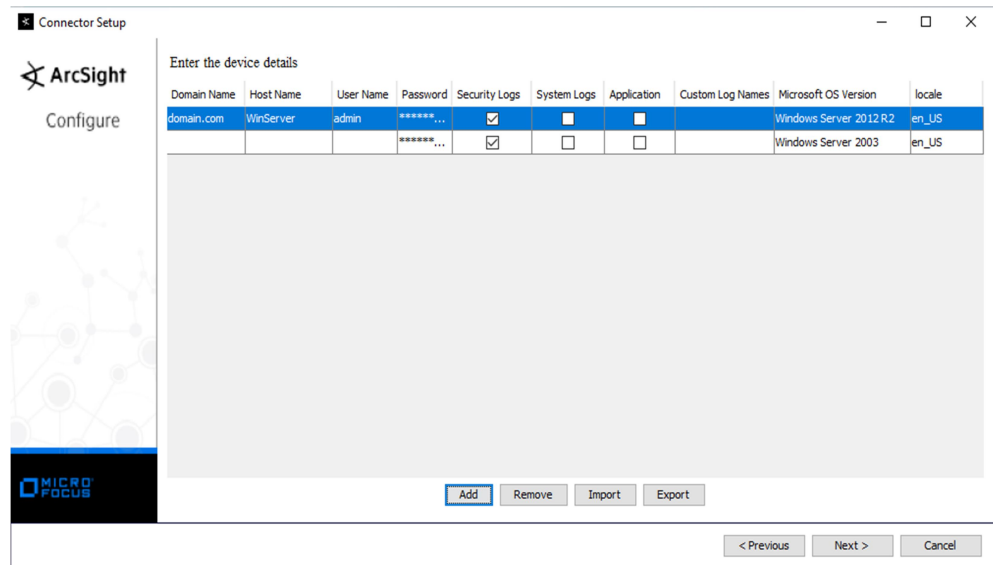 Connector Setup
ArcSight
Configure
Enter the device details
Domain Name Host Name User Name Password Security Logs System Logs Application Custom Log Names Microsoft OS Version locale
domain.com WinServer admin ******... Windows Server 2012 R2 en_US
******... Windows Server 2003 en_US
MICRO
FOCUS
Add Remove Import Export
< Previous Next > Cancel